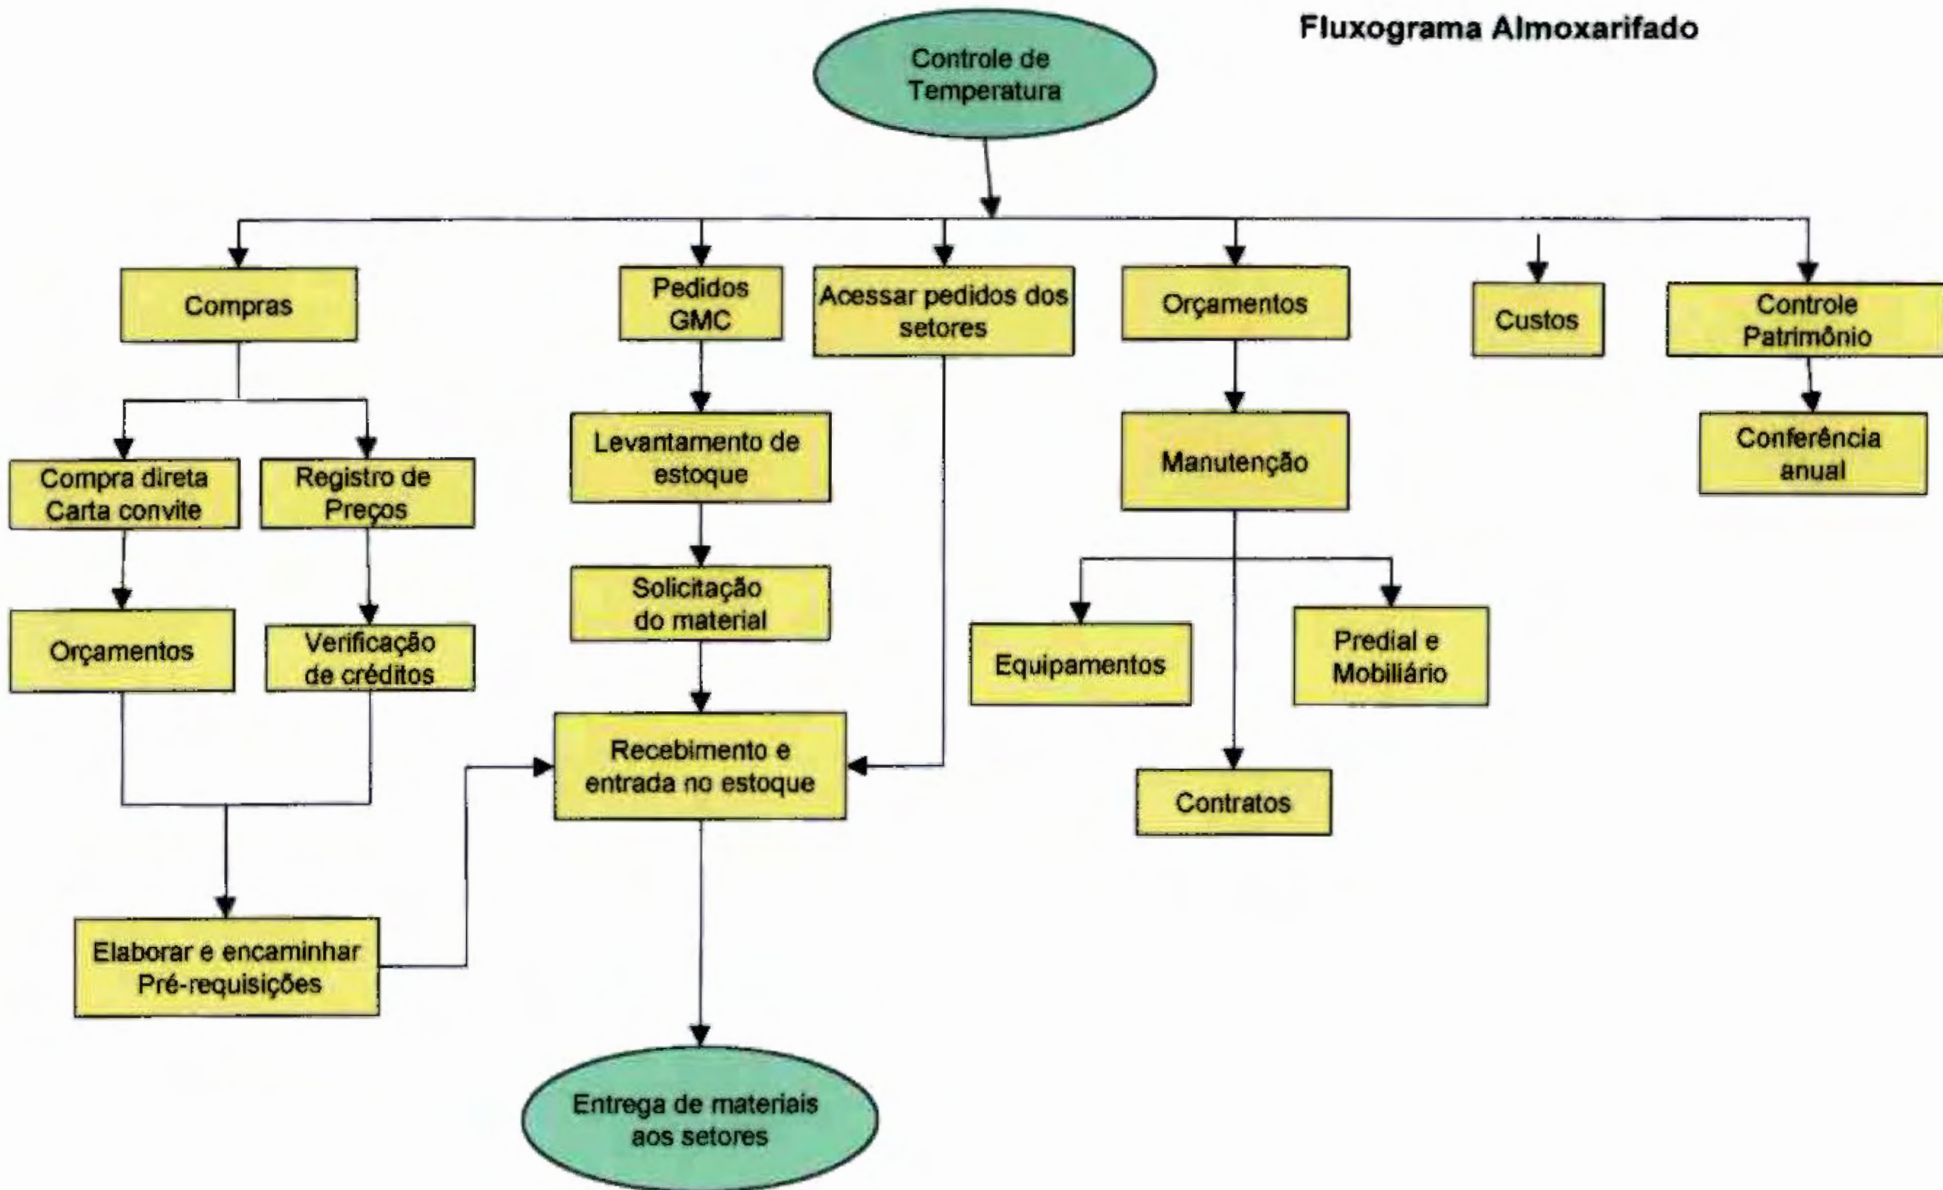 Fluxograma Almoxarifado
Controle de
Temperatura
Compras
Pedidos
GMC
Acessar pedidos dos
setores
Orçamentos
Custos
Controle
Patrimônio
Compra direta
Carta convite
Registro de
Preços
Levantamento de
estoque
Manutenção
Conferência
anual
Orçamentos
Verificação
de créditos
Solicitação
do material
Equipamentos
Predial e
Mobiliário
Recebimento e
entrada no estoque
Contratos
Elaborar e encaminhar
Pré-requisições
Entrega de materiais
aos setores